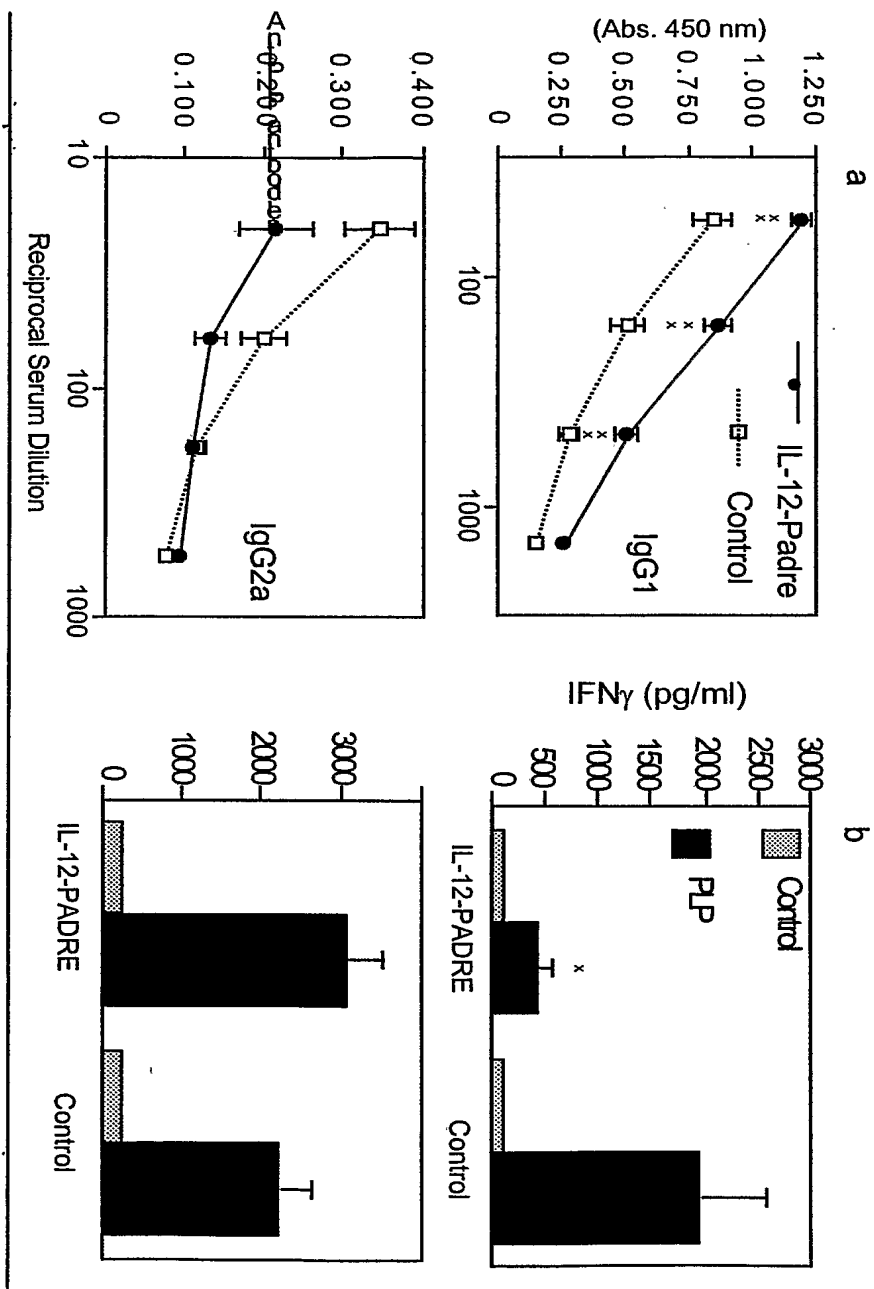 a
(Abs. 450 nm)
1.250
1.000
0.750
0.500
0.250
0
100
1000
IL-12-Padre
Control
IgG1
x x
x x
x x
0.400
0.300
0.200
0.100
0
10
100
1000
IgG2a
Reciprocal Serum Dilution
b
IFNγ (pg/ml)
3000
2500
2000
1500
1000
500
0
Control
PLP
x
IL-12-PADRE
Control
3000
2000
1000
0
IL-12-PADRE
Control